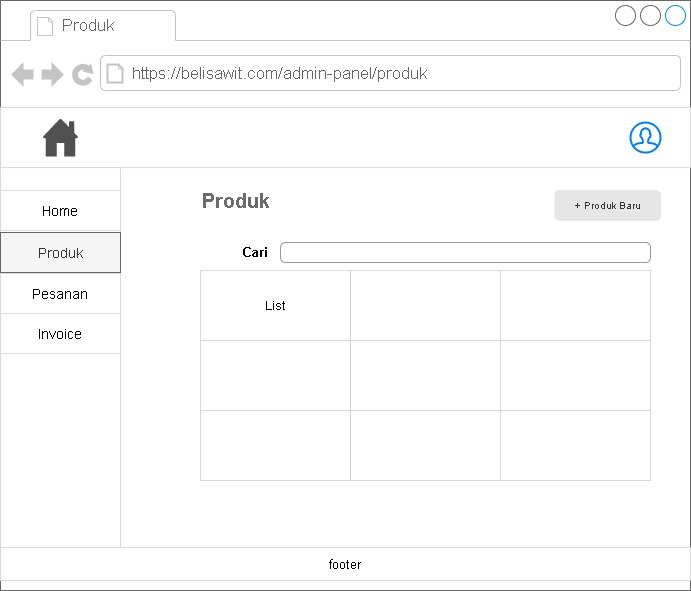 Produk
https://belisawit.com/admin-panel/produk
Home
Produk
Pesanan
Invoice
Produk
+ Produk Baru
Cari
List
footer